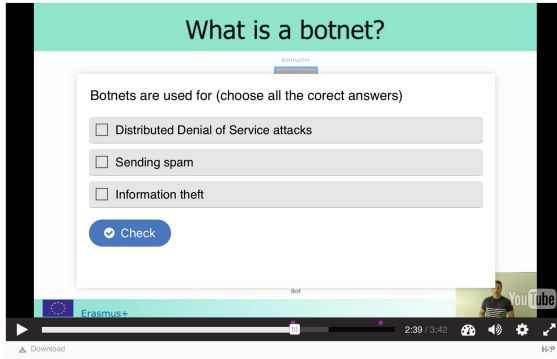 What is a botnet?
Botmaster
Botnets are used for (choose all the corect answers)
Distributed Denial of Service attacks
Sending spam
Information theft
Check
Bot
Erasmus+
YouTube
2:39 / 3:42
Download
H5P